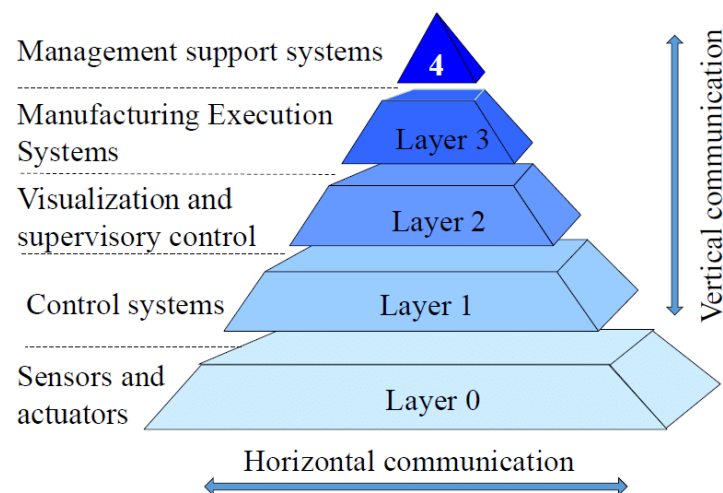 Management support systems
4
Manufacturing Execution
Systems
Layer 3
Visualization and
supervisory control
Layer 2
Control systems
Layer 1
Sensors and
actuators
Layer 0
Vertical communication
Horizontal communication